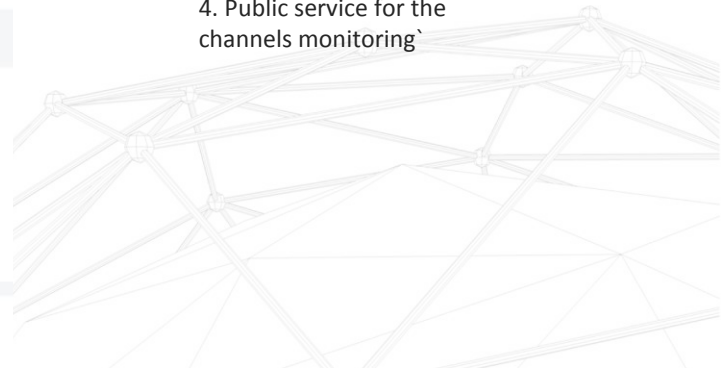 4. Public service for the
channels monitoring`